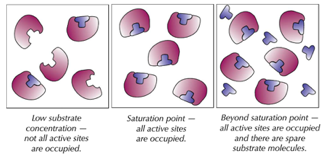 Low substrate
concentration —
not all active sites
are occupied.
Saturation point —
all active sites
are occupied.
Beyond saturation point —
all active sites are occupied
and there are spare
substrate molecules.